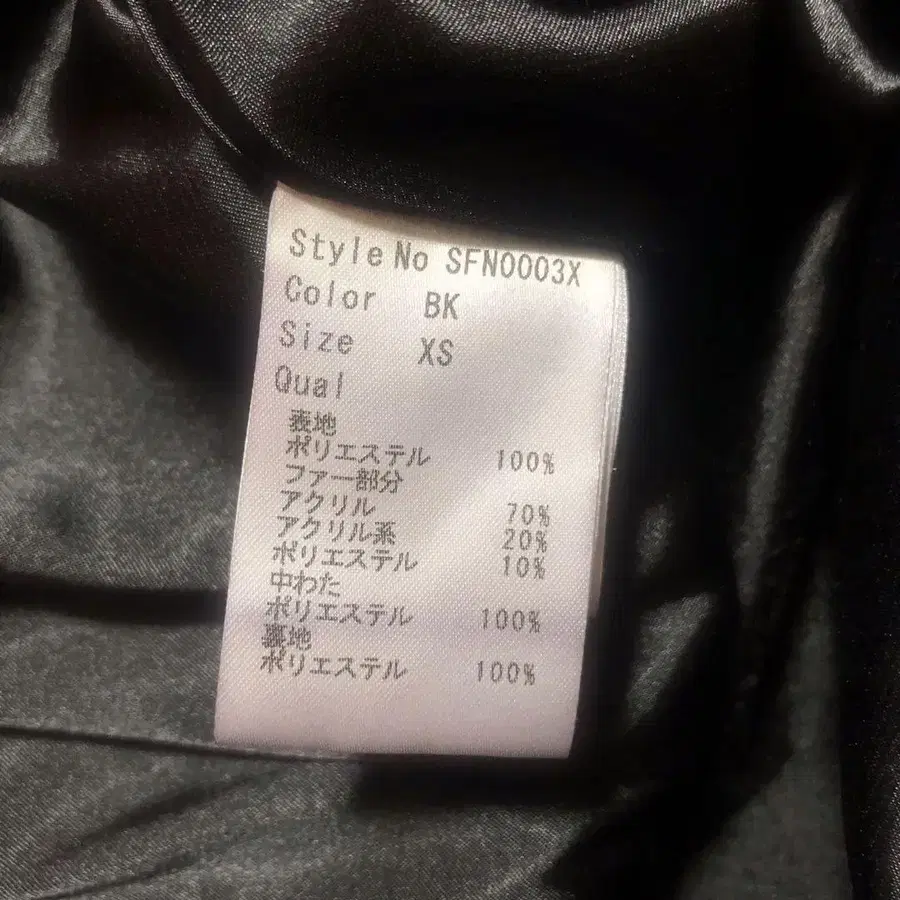 Style No SFN0003X
Color BK
Size XS
Qual
表地
ポリエステル 100%
ファー部分
アクリル 70%
アクリル系 20%
ポリエステル 10%
中わた
ポリエステル 100%
裏地
ポリエステル 100%